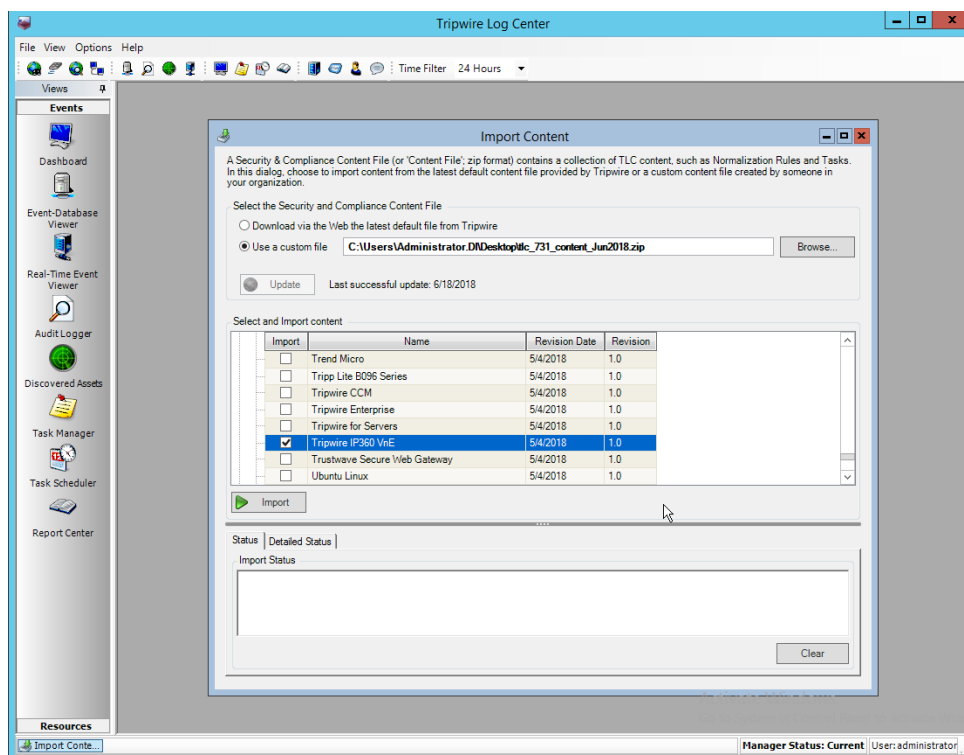 Tripwire Log Center
File View Options Help
Time Filter 24 Hours
Views
Events
Dashboard
Event-Database
Viewer
Real-Time Event
Viewer
Audit Logger
Discovered Assets
Task Manager
Task Scheduler
Report Center
Resources
Import Content
A Security & Compliance Content File (or 'Content File'; zip format) contains a collection of TLC content, such as Normalization Rules and Tasks.
In this dialog, choose to import content from the latest default content file provided by Tripwire or a custom content file created by someone in
your organization.
Select the Security and Compliance Content File
Download via the Web the latest default file from Tripwire
Use a custom file C:\Users\Administrator.DI\Desktop\tlc_731_content_Jun2018.zip Browse...
Update Last successful update: 6/18/2018
Select and Import content
Import Name Revision Date Revision
Trend Micro 5/4/2018 1.0
Tripp Lite B096 Series 5/4/2018 1.0
Tripwire CCM 5/4/2018 1.0
Tripwire Enterprise 5/4/2018 1.0
Tripwire for Servers 5/4/2018 1.0
Tripwire IP360 VnE 5/4/2018 1.0
Trustwave Secure Web Gateway 5/4/2018 1.0
Ubuntu Linux 5/4/2018 1.0
Import
Status Detailed Status
Import Status
Clear
Import Conte... Manager Status: Current User: administrator